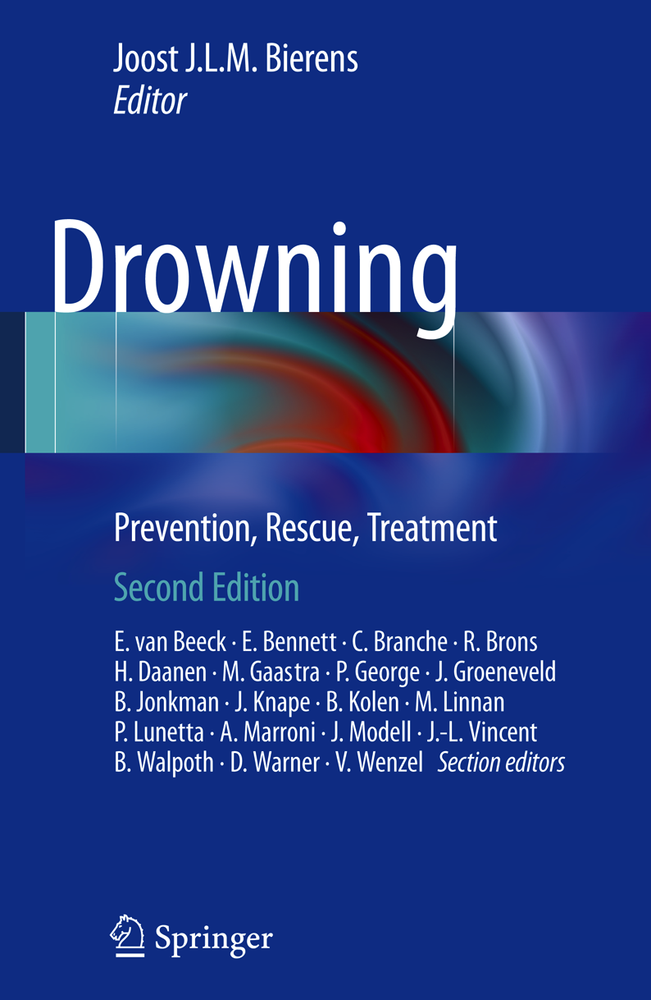 Joost J.L.M. Bierens
Editor
Drowning
Prevention, Rescue, Treatment
Second Edition
E. van Beeck · E. Bennett · C. Branche · R. Brons
H. Daanen · M. Gaastra · P. George · J. Groeneveld
B. Jonkman · J. Knape · B. Kolen · M. Linnan
P. Lunetta · A. Marroni · J. Modell · J.-L. Vincent
B. Walpoth · D. Warner · V. Wenzel Section editors
Springer